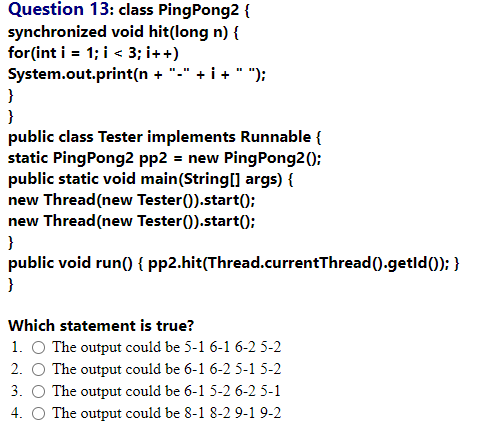 Question 13: class PingPong2 {
synchronized void hit(long n) {
for(int i = 1; i < 3; i++)
System.out.print(n + "-" + i + " ");
}
}
public class Tester implements Runnable {
static PingPong2 pp2 = new PingPong2();
public static void main(String[] args) {
new Thread(new Tester()).start();
new Thread(new Tester()).start();
}
public void run() { pp2.hit(Thread.currentThread().getId()); }
}
Which statement is true?
1. The output could be 5-1 6-1 6-2 5-2
2. The output could be 6-1 6-2 5-1 5-2
3. The output could be 6-1 5-2 6-2 5-1
4. The output could be 8-1 8-2 9-1 9-2